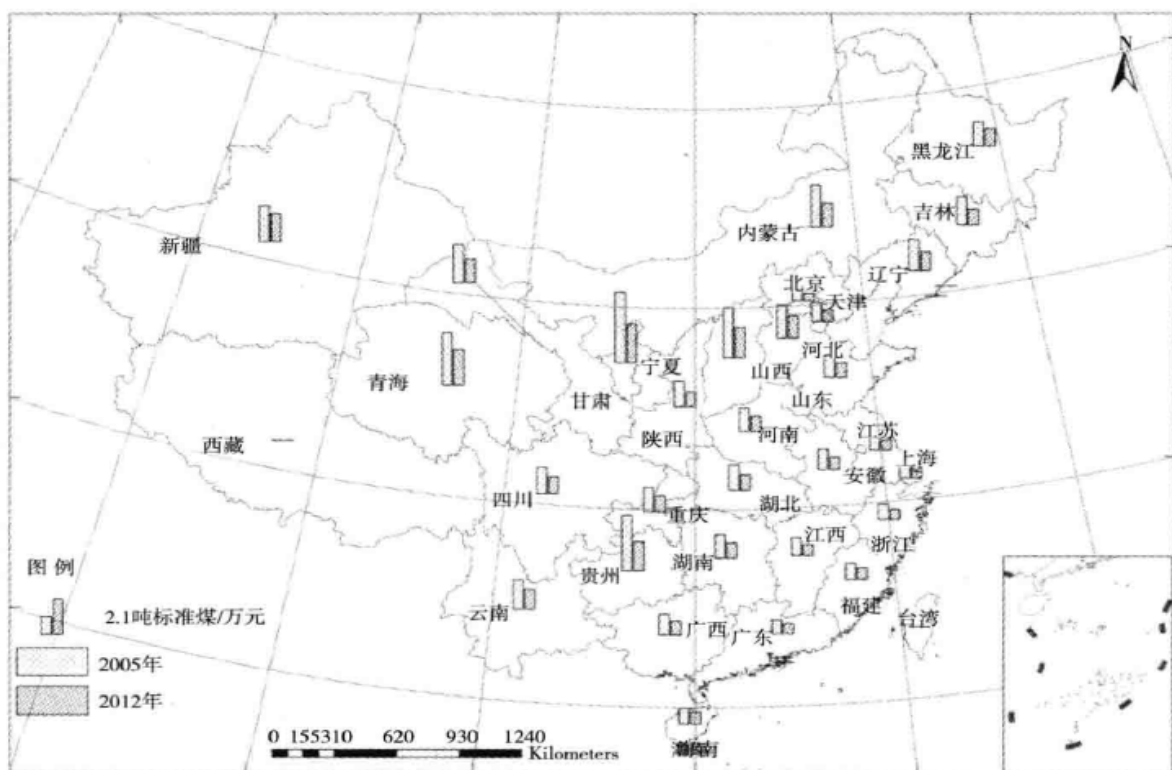 N
黑龙江
吉林
内蒙古
新疆
辽宁
北京
天津
河北
宁夏
山西
青海
甘肃
山东
陕西
河南
江苏
西藏
安徽
上海
四川
湖北
重庆
江西
浙江
湖南
贵州
云南
福建
台湾
广西
广东
图 例
2.1吨标准煤/万元
2005年
2012年
0 155310 620 930 1240
Kilometers